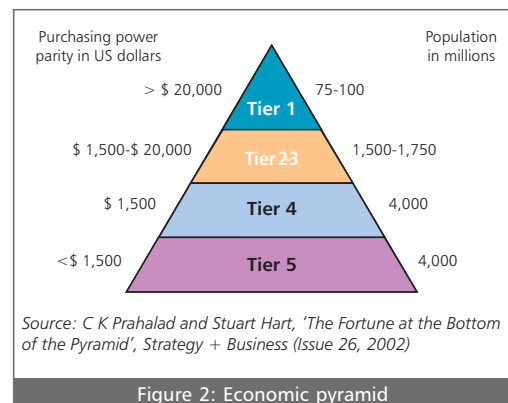 Purchasing power
parity in US dollars
Population
in millions
> $ 20,000
Tier 1
75-100
$ 1,500-$ 20,000
Tier 2-3
1,500-1,750
$ 1,500
Tier 4
4,000
<$ 1,500
Tier 5
4,000
Source: C K Prahalad and Stuart Hart, ‘The Fortune at the Bottom
of the Pyramid’, Strategy + Business (Issue 26, 2002)
Figure 2: Economic pyramid